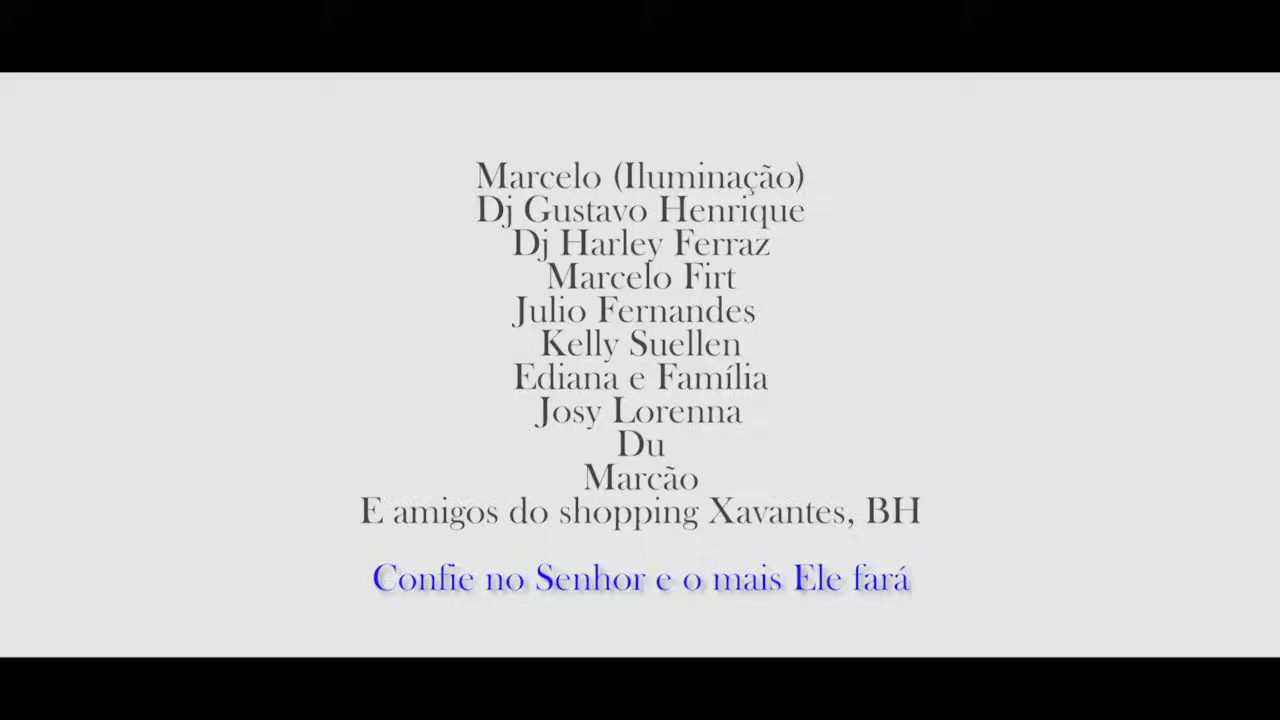 Marcelo (Iluminação)
Dj Gustavo Henrique
Dj Harley Ferraz
Marcelo Firt
Julio Fernandes
Kelly Suellen
Ediana e Família
Josy Lorenna
Du
Marcão
E amigos do shopping Xavantes, BH
Confie no Senhor e o mais Ele fará